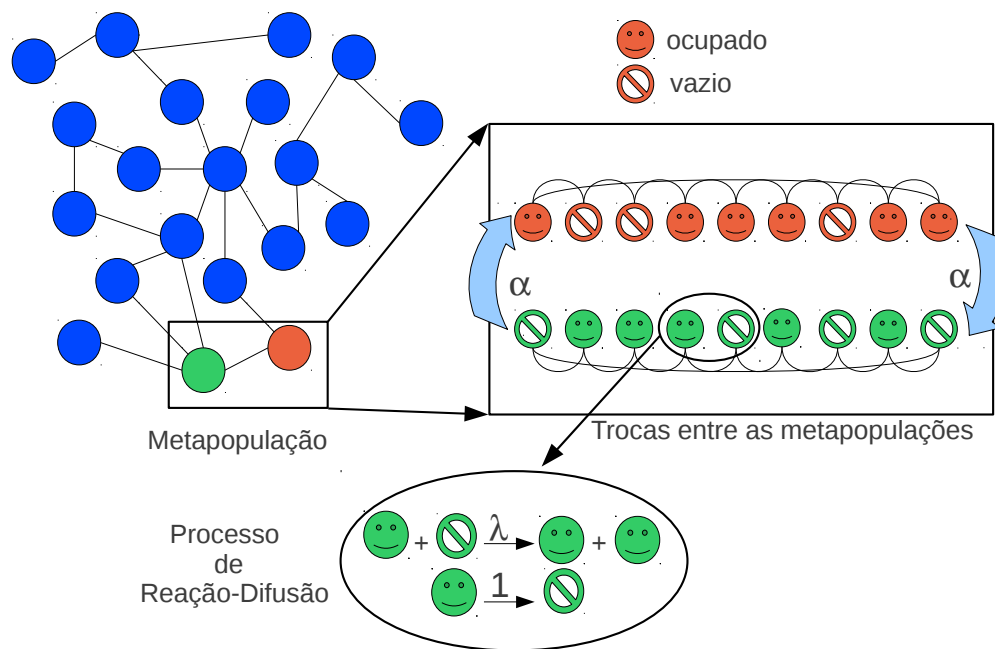 ocupado
vazio
α
α
Metapopulação
Trocas entre as metapopulações
Processo
de
Reação-Difusão
+ λ +
1